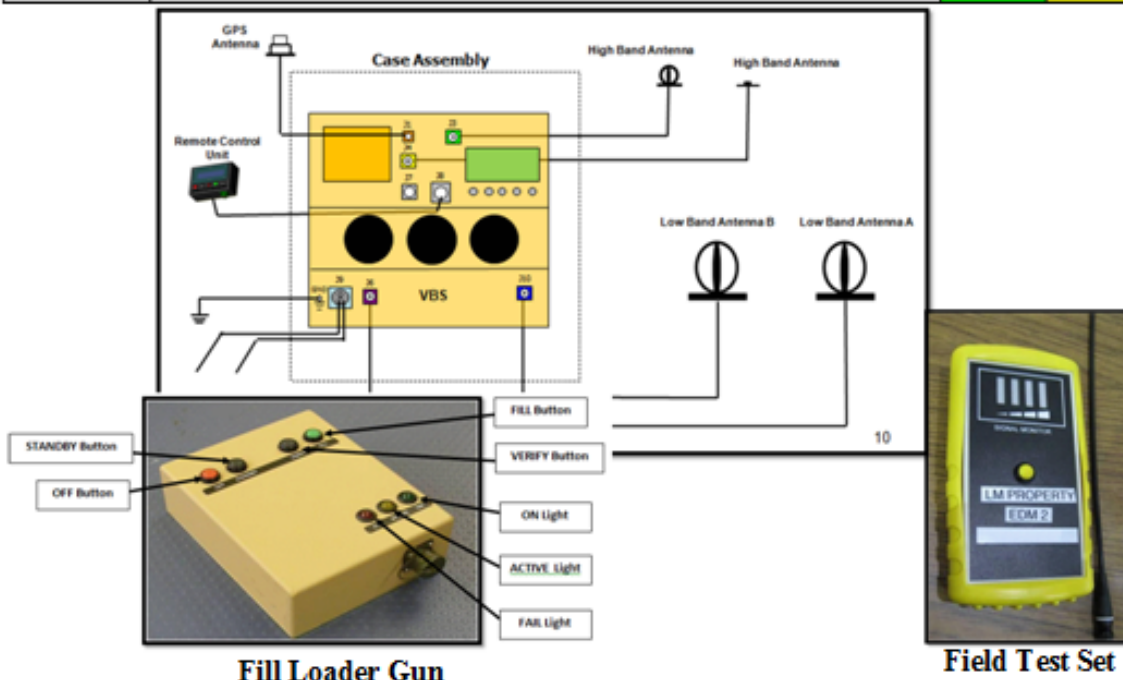 GPS
Antenna
Case Assembly
High Band Antenna
High Band Antenna
Remote Control
Unit
Low Band Antenna B
Low Band Antenna A
VBS
10
FILL Button
STANDBY Button
VERIFY Button
OFF Button
ON Light
ACTIVE Light
FAIL Light
SIGNAL MONITOR
LM PROPERTY
EDM 2
Fill Loader Gun
Field Test Set